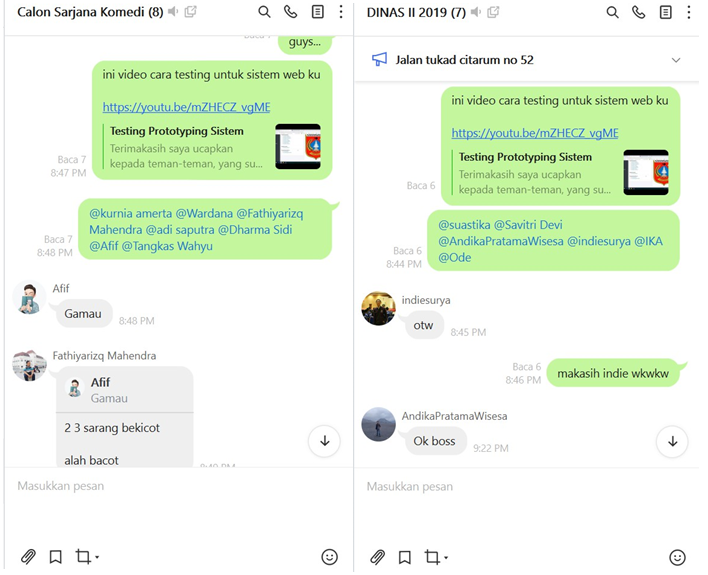 Calon Sarjana Komedi (8)
guys...
ini video cara testing untuk sistem web ku
https://youtu.be/mZHECZ_vgME
Testing Prototyping Sistem
Terimakasih saya ucapkan
kepada teman-teman, yang su...
Baca 7
8:47 PM
@kurnia amerta @Wardana @Fathiyarizq
Mahendra @adi saputra @Dharma Sidi
@Afif @Tangkas Wahyu
Baca 7
8:48 PM
Afif
Gamau
8:48 PM
Fathiyarizq Mahendra
Afif
Gamau
2 3 sarang bekicot
alah bacot
Masukkan pesan
DINAS II 2019 (7)
Jalan tukad citarum no 52
ini video cara testing untuk sistem web ku
https://youtu.be/mZHECZ_vgME
Testing Prototyping Sistem
Terimakasih saya ucapkan
kepada teman-teman, yang su...
Baca 6
@suastika @Savitri Devi
@AndikaPratamaWisesa @indiesurya @IKA
@Ode
Baca 6
8:44 PM
indiesurya
otw
8:45 PM
Baca 6
8:46 PM
makasih indie wkwkw
AndikaPratamaWisesa
Ok boss
9:22 PM
Masukkan pesan